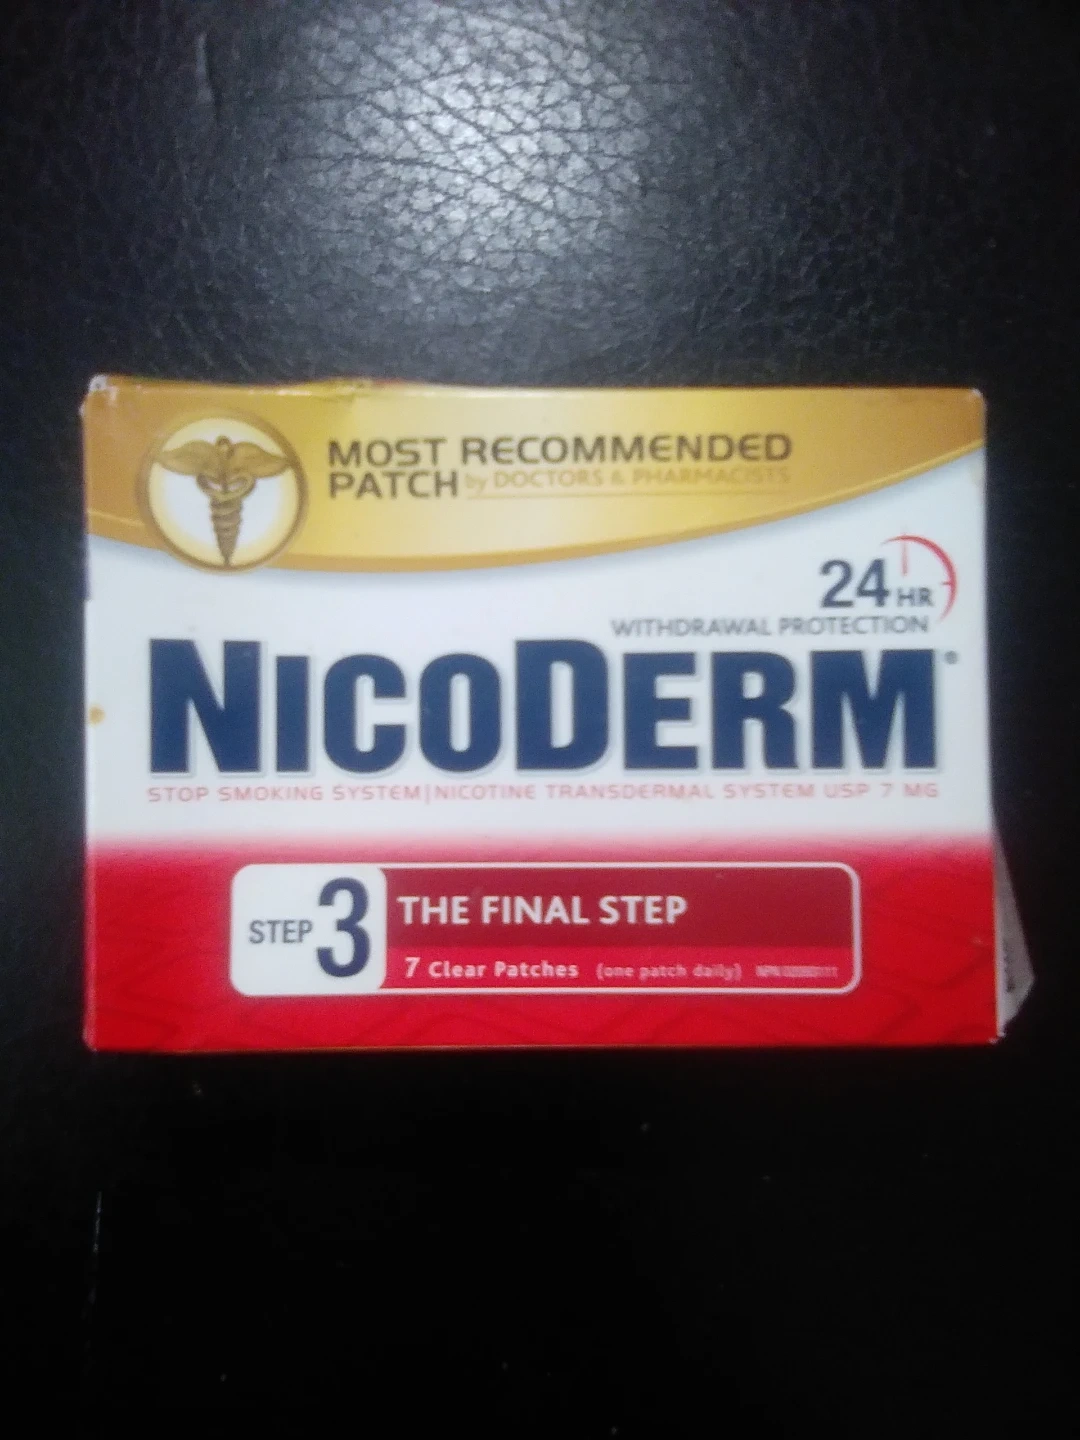 MOST RECOMMENDED
PATCH by DOCTORS & PHARMACISTS
24 HR
WITHDRAWAL PROTECTION
NICODERM®
STOP SMOKING SYSTEM|NICOTINE TRANSDERMAL SYSTEM USP 7 MG
STEP 3 THE FINAL STEP
7 Clear Patches (one patch daily) NPN